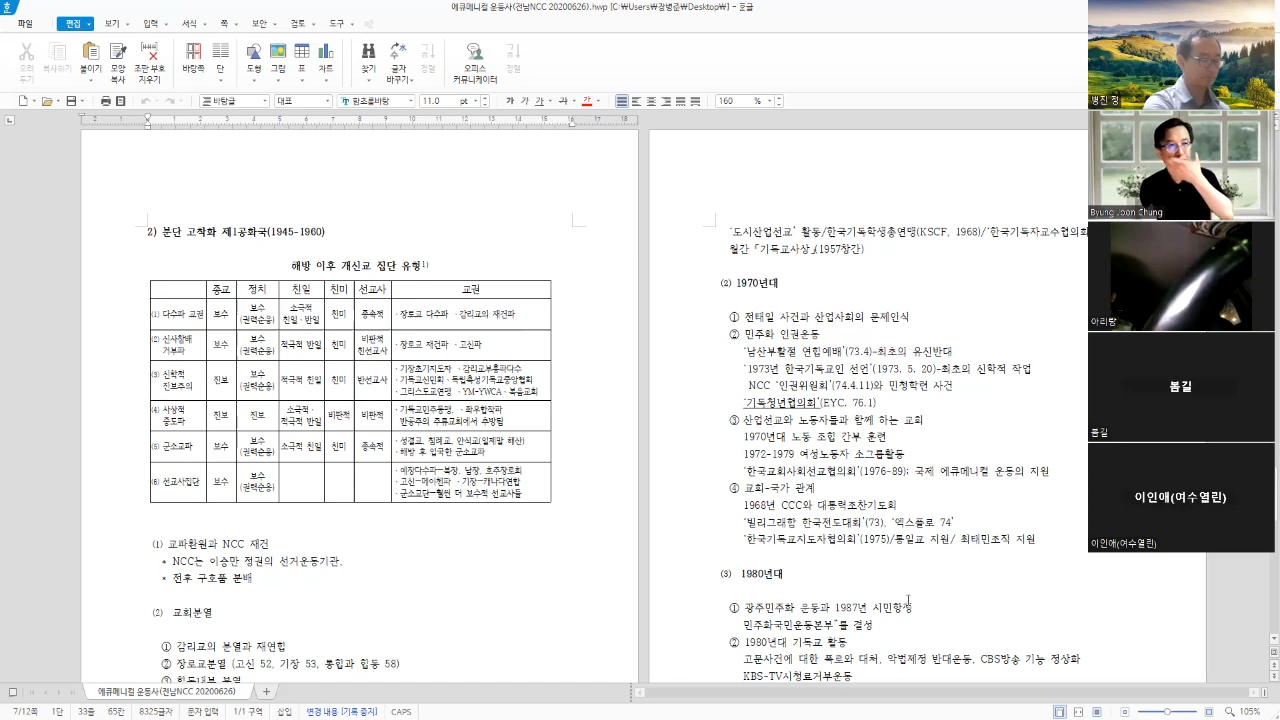 에큐메니컬 운동사(전남NCC 20200626).hwp [C:₩Users₩장병준₩Desktop₩] - 훈글
파일 편집 보기 입력 서식 쪽 보안 검토 도구
오려 두기 복사하기 붙이기 모양 복사 조판 부호 지우기 바탕쪽 단 도형 그림 표 차트 찾기 글자 바꾸기 정렬 오피스 커뮤니케이터 정렬
바탕글 대표 함초롬바탕 11.0 pt 가 가 가 가 가 160 %
2 1 1 2 3 4 5 6 7 8 9 10 11 12 13 14 15 16 17 18
2) 분단 고착화 제1공화국(1945-1960)
해방 이후 개신교 집단 유형1)
종교 정치 친일 친미 선교사 교권
(1) 다수파 교권 보수 보수 (권력순응) 소극적 친일·반일 친미 종속적 ·장로교 다수파 ·감리교의 재건파
(2) 신사참배 거부파 보수 보수 (권력순응) 적극적 반일 친미 비판적 친선교사 ·장로교 재건파 ·고신파
(3) 신학적 진보주의 진보 보수 (권력순응) 적극적 친일 친미 반선교사 ·기장초기지도자 ·감리교부흥파다수
·기독교신민회·독립촉성기독교중앙협회
·그리스도교연맹 ·YM-YWCA·복음교회
(4) 사상적 중도파 진보 진보 소극적· 적극적 반일 비판적 비판적 ·기독교민주동맹, ·좌우합작파
반공주의 주류교회에서 추방됨
(5) 군소교파 보수 보수 (권력순응) 소극적 친일 친미 종속적 ·성결교, 침례교, 안식교(일제말 해산)
·해방 후 입국한 군소교파
(6) 선교사집단 보수 보수 (권력순응) ·예장다수파―북장, 남장, 호주장로회
·고신―메이첸파 ·기장―캐나다연합
·군소교단―훨씬 더 보수적 선교사들
(1) 교파환원과 NCC 재건
* NCC는 이승만 정권의 선거운동기관,
* 전후 구호품 분배
(2) 교회분열
① 감리교의 분열과 재연합
② 장로교분열 (고신 52, 기장 53, 통합과 합동 58)
'도시산업선교' 활동/한국기독학생총연맹(KSCF, 1968)/'한국기독자교수협의회
월간 「기독교사상」(1957창간)
(2) 1970년대
① 전태일 사건과 산업사회의 문제인식
② 민주화 인권운동
'남산부활절 연합예배'(73.4)-최초의 유신반대
'1973년 한국기독교인 선언'(1973. 5. 20)-최초의 신학적 작업
NCC '인권위원회'(74.4.11)와 민청학련 사건
'기독청년협의회'(EYC, 76.1)
③ 산업선교와 노동자들과 함께 하는 교회
1970년대 노동 조합 간부 훈련
1972-1979 여성노동자 소그룹활동
'한국교회사회선교협의회'(1976-89); 국제 에큐메니컬 운동의 지원
④ 교회-국가 관계
1968년 CCC와 대통력조찬기도회
'빌리그래함 한국전도대회'(73), '엑스플로 74'
'한국기독교지도자협의회'(1975)/통일교 지원/ 최태민조직 지원
(3) 1980년대
① 광주민주화 운동과 1987년 시민항쟁
민주화국민운동본부"를 결성
② 1980년대 기독교 활동
고문사건에 대한 폭로와 대처, 악법제정 반대운동, CBS방송 기능 정상화
KBS-TV시청료거부운동
병진 정
Byung Joon Chung
아리랑
봄길
봄길
이인애(여수열린)
이인애(여수열린)
에큐메니컬 운동사(전남NCC 20200626)
7/12쪽 1단 33줄 65칸 8325글자 문자 입력 1/1 구역 삽입 변경 내용 [기록 중지] CAPS 105%